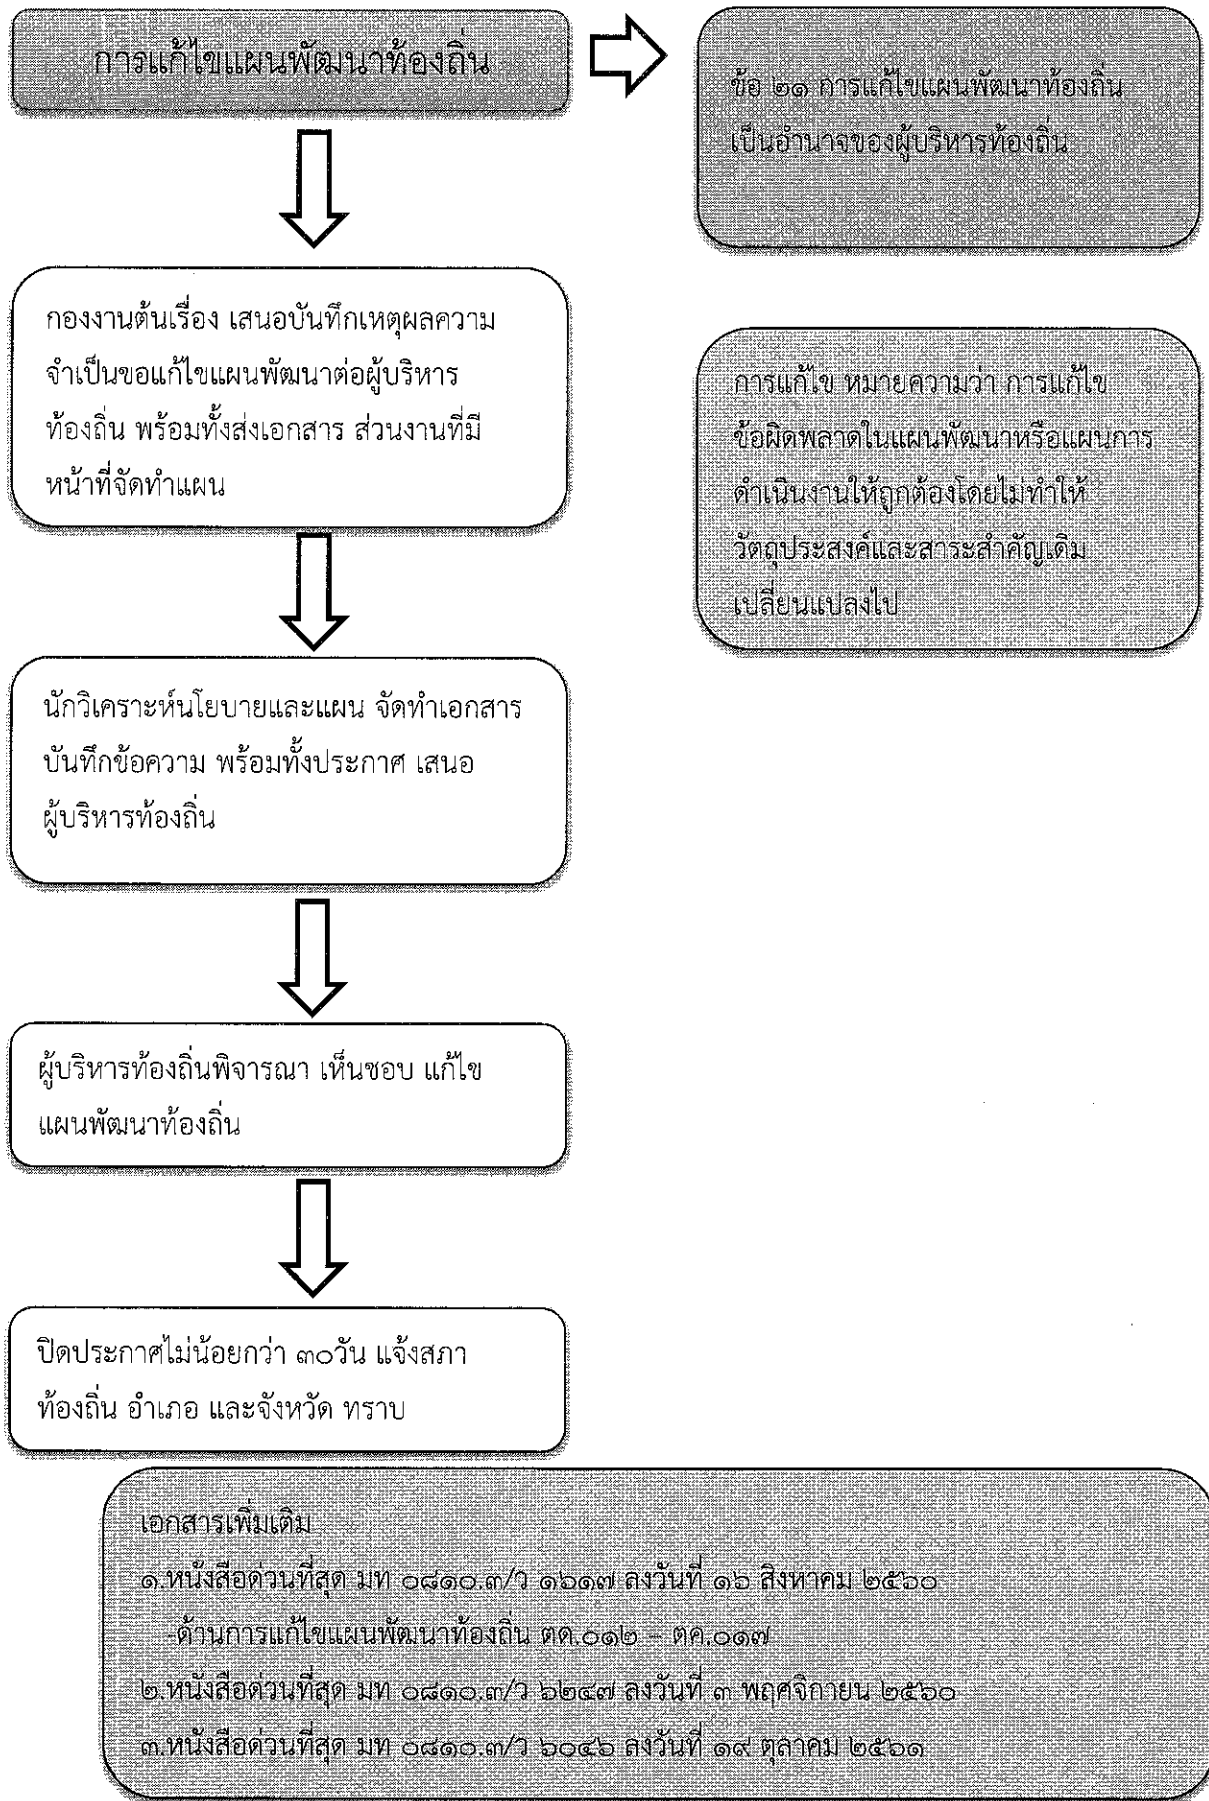 การแก้ไขแผนพัฒนาท้องถิ่น
ข้อ ๒๑ การแก้ไขแผนพัฒนาท้องถิ่น
เป็นอำนาจของผู้บริหารท้องถิ่น
กองงานต้นเรื่อง เสนอบันทึกเหตุผลความ
จำเป็นขอแก้ไขแผนพัฒนาต่อผู้บริหาร
ท้องถิ่น พร้อมทั้งส่งเอกสาร ส่วนงานที่มี
หน้าที่จัดทำแผน
การแก้ไข หมายความว่า การแก้ไข
ข้อผิดพลาดในแผนพัฒนาหรือแผนการ
ดำเนินงานให้ถูกต้องโดยไม่ทำให้
วัตถุประสงค์และสาระสำคัญเดิม
เปลี่ยนแปลงไป
นักวิเคราะห์นโยบายและแผน จัดทำเอกสาร
บันทึกข้อความ พร้อมทั้งประกาศ เสนอ
ผู้บริหารท้องถิ่น
ผู้บริหารท้องถิ่นพิจารณา เห็นชอบ แก้ไข
แผนพัฒนาท้องถิ่น
ปิดประกาศไม่น้อยกว่า ๓๐วัน แจ้งสภา
ท้องถิ่น อำเภอ และจังหวัด ทราบ
เอกสารเพิ่มเติม
๑.หนังสือด่วนที่สุด มท ๐๘๑๐.๓/ว ๑๖๑๗ ลงวันที่ ๑๖ สิงหาคม ๒๕๖๐
-ด้านการแก้ไขแผนพัฒนาท้องถิ่น ตด.๐๑๒ – ตค.๐๑๗
๒.หนังสือด่วนที่สุด มท ๐๘๑๐.๓/ว ๖๒๔๗ ลงวันที่ ๓ พฤศจิกายน ๒๕๖๐
๓.หนังสือด่วนที่สุด มท ๐๘๑๐.๓/ว ๖๐๔๖ ลงวันที่ ๑๙ ตุลาคม ๒๕๖๑